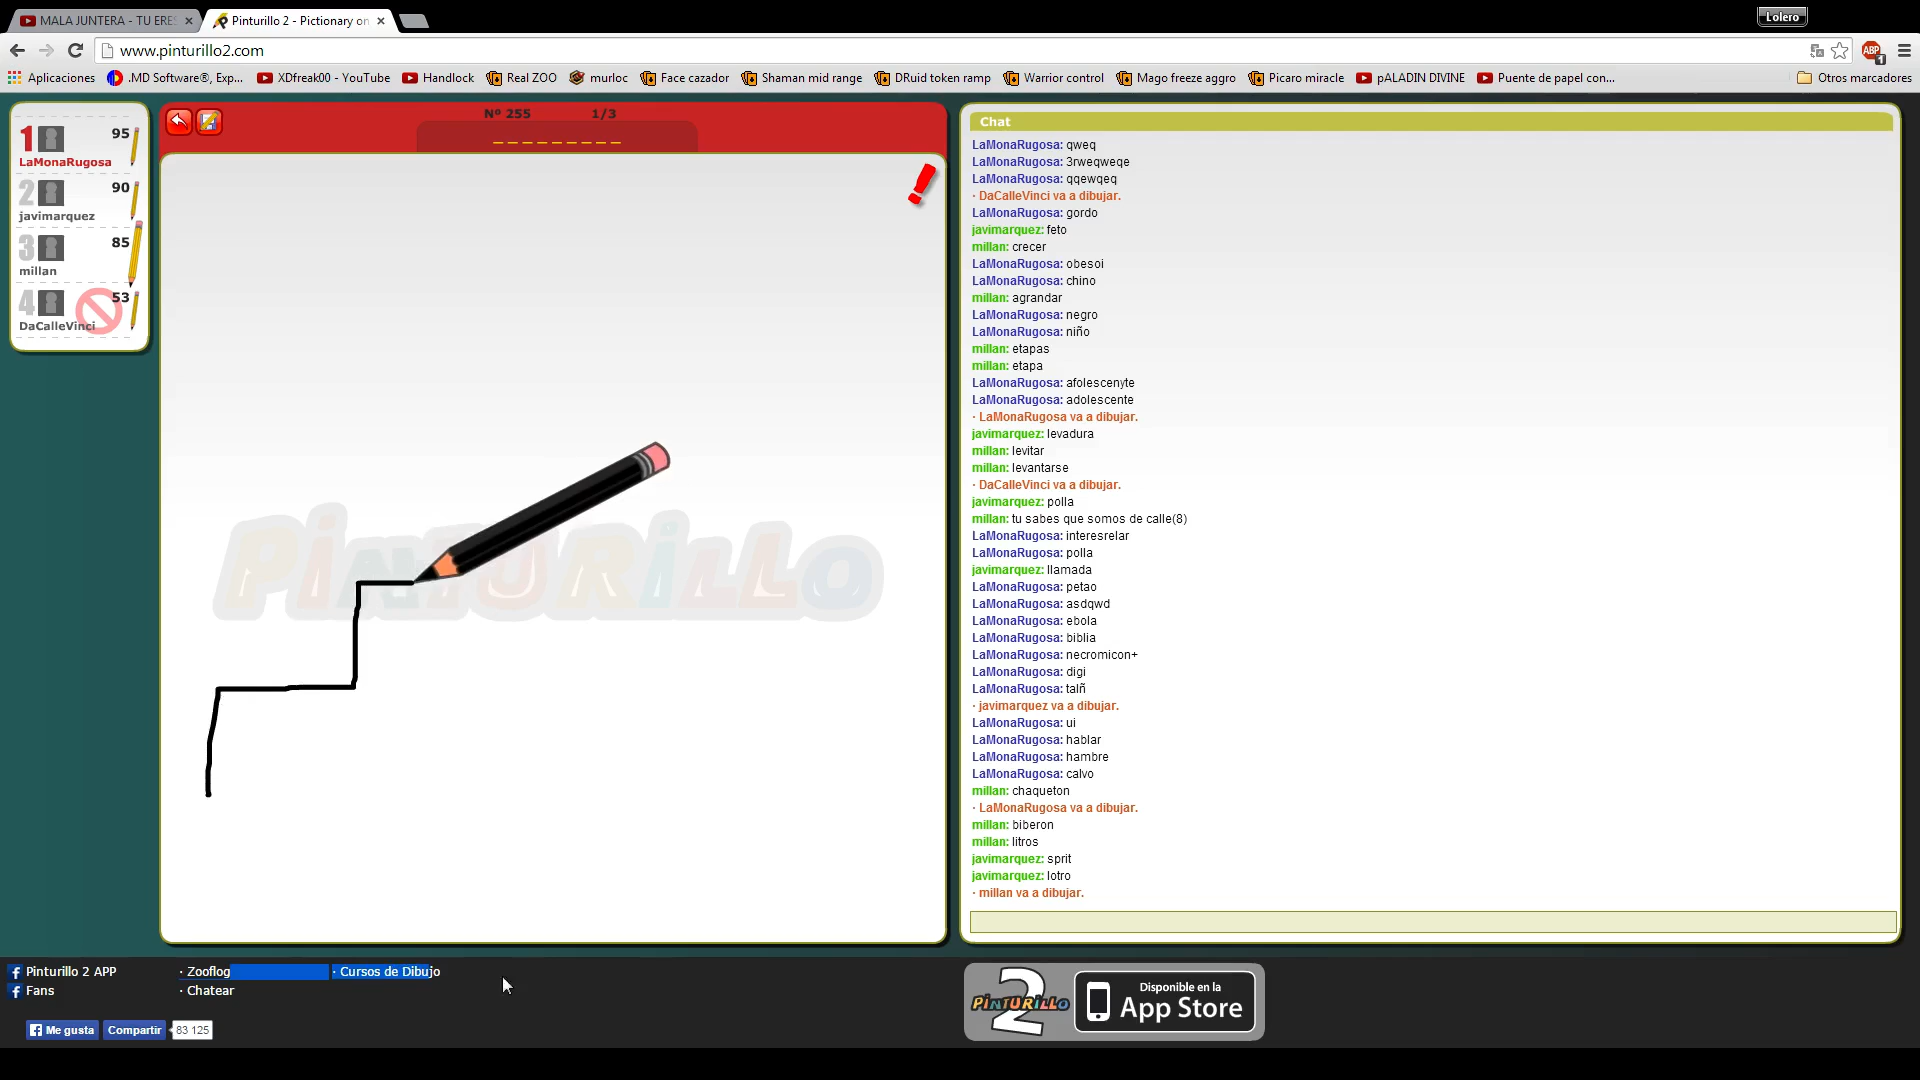 MALA JUNTERA - TU ERES
Pinturillo 2 - Pictionary on
Lolero
www.pinturillo2.com
ABP
1
Aplicaciones
.MD Software®, Exp...
XDfreak00 - YouTube
Handlock
Real ZOO
murloc
Face cazador
Shaman mid range
DRuid token ramp
Warrior control
Mago freeze aggro
Picaro miracle
pALADIN DIVINE
Puente de papel con...
Otros marcadores
1 95
LaMonaRugosa
2 90
javimarquez
3 85
millan
4 53
DaCalleVinci
Nº 255 1/3
_ _ _ _ _ _ _ _ _
PiNTURiLLO
Chat
LaMonaRugosa: qweq
LaMonaRugosa: 3rweqweqe
LaMonaRugosa: qqewqeq
· DaCalleVinci va a dibujar.
LaMonaRugosa: gordo
javimarquez: feto
millan: crecer
LaMonaRugosa: obesoi
LaMonaRugosa: chino
millan: agrandar
LaMonaRugosa: negro
LaMonaRugosa: niño
millan: etapas
millan: etapa
LaMonaRugosa: afolescenyte
LaMonaRugosa: adolescente
· LaMonaRugosa va a dibujar.
javimarquez: levadura
millan: levitar
millan: levantarse
· DaCalleVinci va a dibujar.
javimarquez: polla
millan: tu sabes que somos de calle(8)
LaMonaRugosa: interesrelar
LaMonaRugosa: polla
javimarquez: llamada
LaMonaRugosa: petao
LaMonaRugosa: asdqwd
LaMonaRugosa: ebola
LaMonaRugosa: biblia
LaMonaRugosa: necromicon+
LaMonaRugosa: digi
LaMonaRugosa: talñ
· javimarquez va a dibujar.
LaMonaRugosa: ui
LaMonaRugosa: hablar
LaMonaRugosa: hambre
LaMonaRugosa: calvo
millan: chaqueton
· LaMonaRugosa va a dibujar.
millan: biberon
millan: litros
javimarquez: sprit
javimarquez: lotro
· millan va a dibujar.
Pinturillo 2 APP
· Zooflog
· Cursos de Dibujo
Fans
· Chatear
Me gusta
Compartir
83 125
PiNTURiLLO
2
Disponible en la
App Store